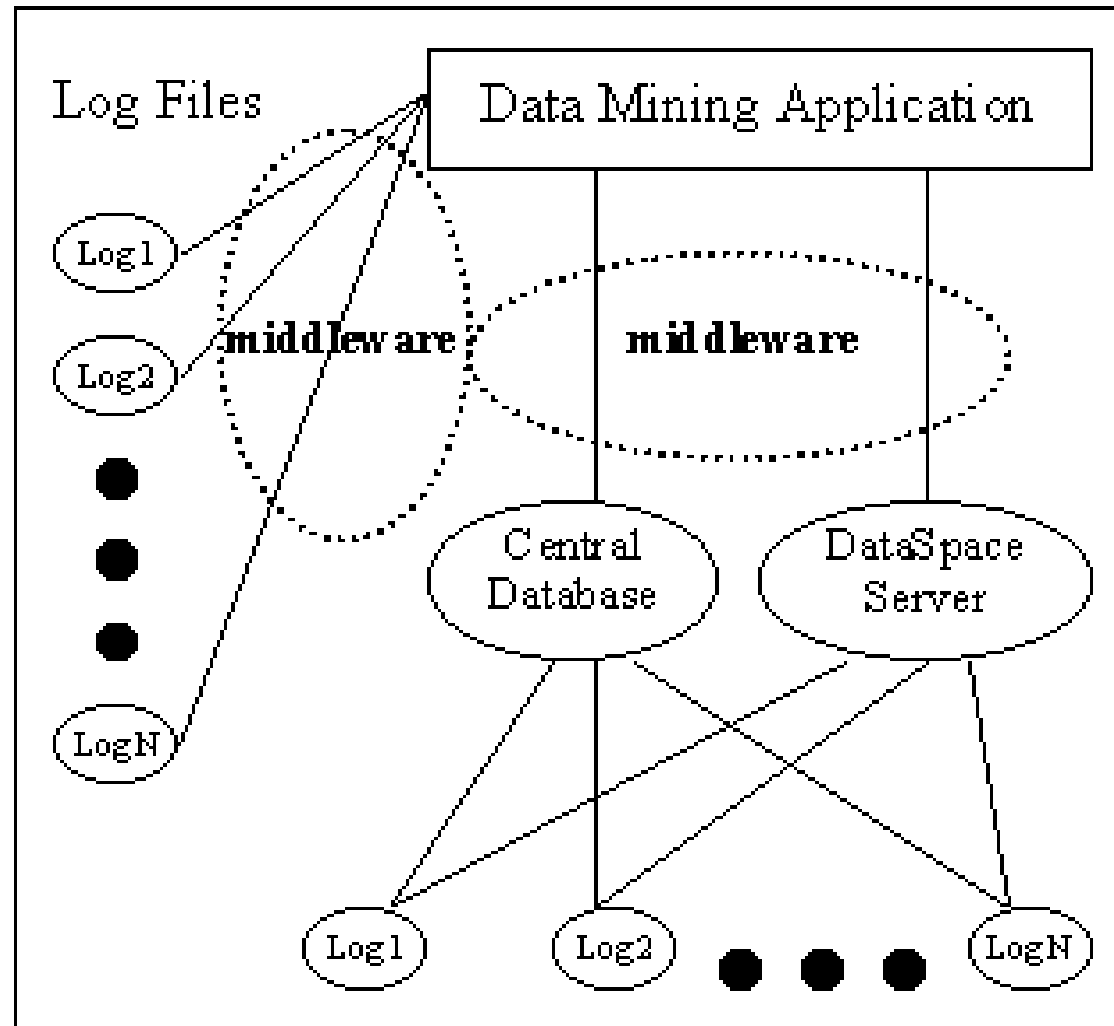 Log Files
Data Mining Application
Log1
Log2
LogN
middleware
middleware
Central
Database
DataSpace
Server
Log1
Log2
LogN